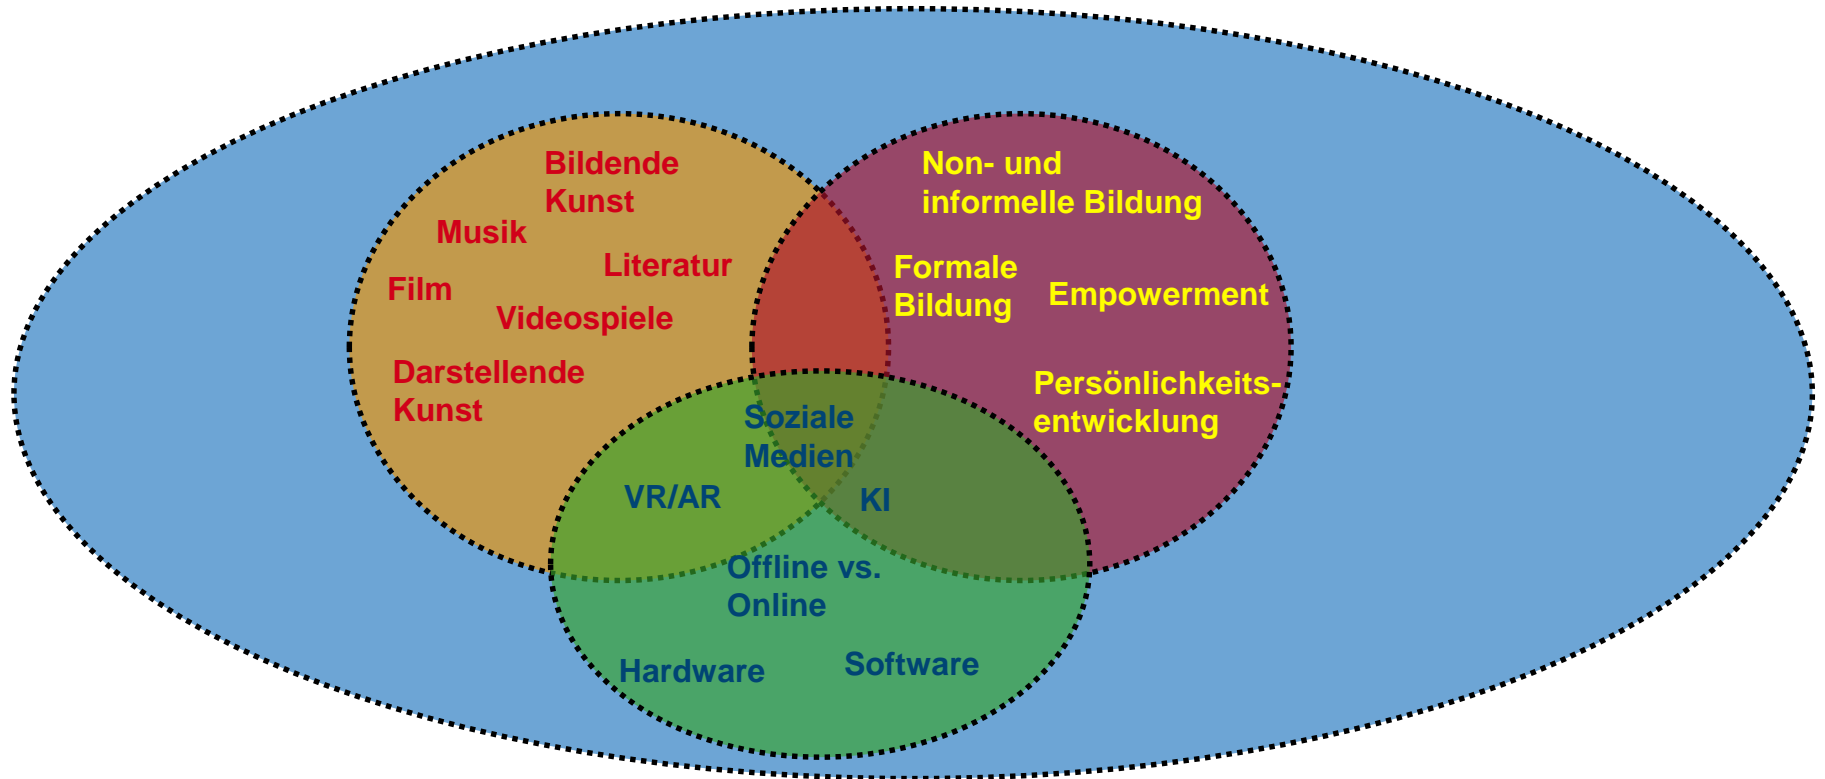 Bildende
Kunst
Musik
Literatur
Film
Videospiele
Darstellende
Kunst
Non- und
informelle Bildung
Formale
Bildung
Empowerment
Persönlichkeits-
entwicklung
Soziale
Medien
VR/AR
KI
Offline vs.
Online
Hardware
Software